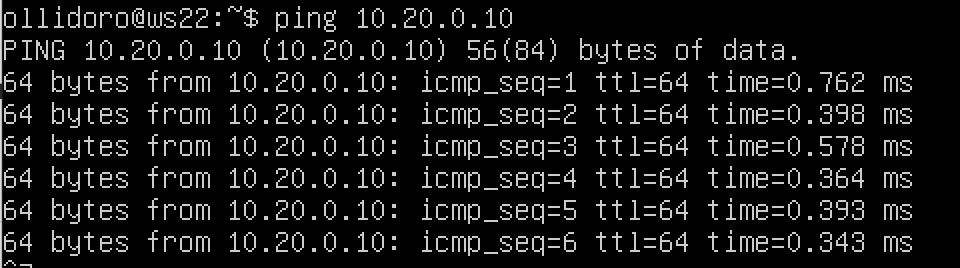 ollidoro@ws22:~$ ping 10.20.0.10
PING 10.20.0.10 (10.20.0.10) 56(84) bytes of data.
64 bytes from 10.20.0.10: icmp_seq=1 ttl=64 time=0.762 ms
64 bytes from 10.20.0.10: icmp_seq=2 ttl=64 time=0.398 ms
64 bytes from 10.20.0.10: icmp_seq=3 ttl=64 time=0.578 ms
64 bytes from 10.20.0.10: icmp_seq=4 ttl=64 time=0.364 ms
64 bytes from 10.20.0.10: icmp_seq=5 ttl=64 time=0.393 ms
64 bytes from 10.20.0.10: icmp_seq=6 ttl=64 time=0.343 ms